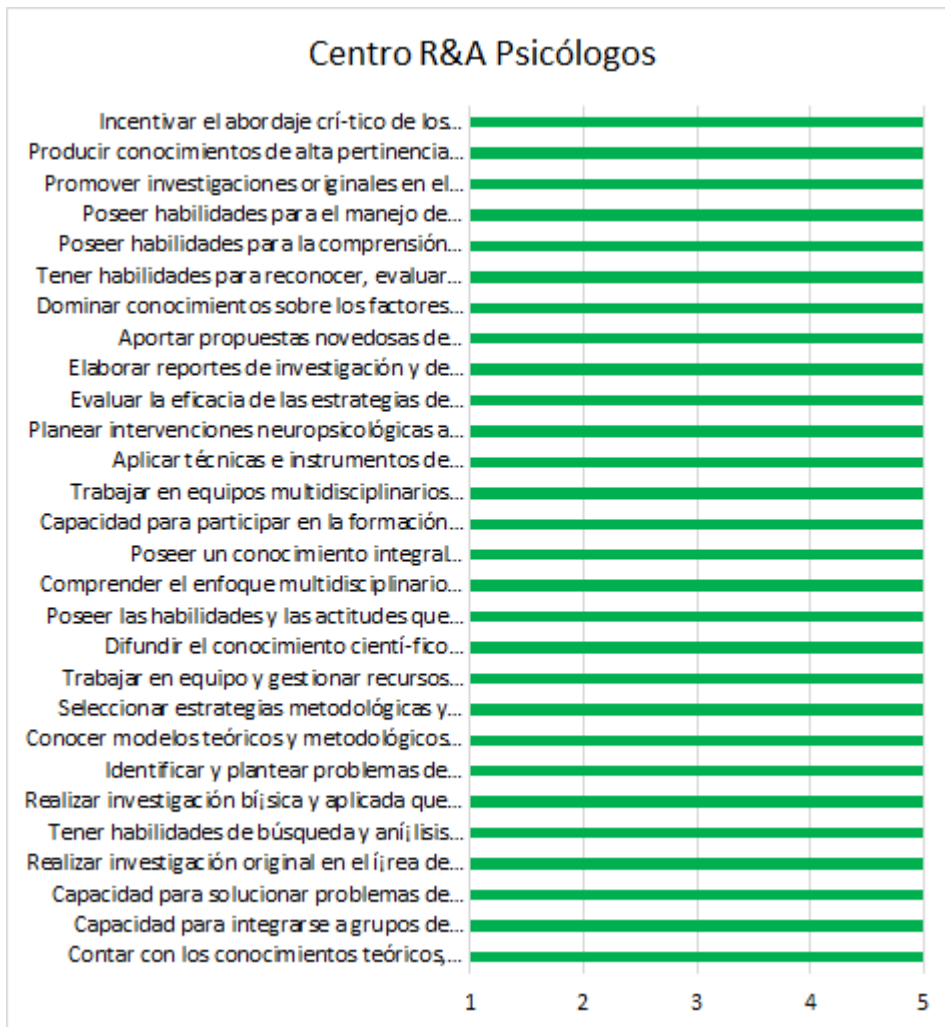 Centro R&A Psicólogos
Incentivar el abordaje crí-tico de los...
Producir conocimientos de alta pertinencia...
Promover investigaciones originales en el...
Poseer habilidades para el manejo de...
Poseer habilidades para la comprensión...
Tener habilidades para reconocer, evaluar...
Dominar conocimientos sobre los factores...
Aportar propuestas novedosas de...
Elaborar reportes de investigación y de...
Evaluar la eficacia de las estrategias de...
Planear intervenciones neuropsicológicas a...
Aplicar técnicas e instrumentos de...
Trabajar en equipos multidisciplinarios...
Capacidad para participar en la formación...
Poseer un conocimiento integral...
Comprender el enfoque multidisciplinario...
Poseer las habilidades y las actitudes que...
Difundir el conocimiento cientí-fico...
Trabajar en equipo y gestionar recursos...
Seleccionar estrategias metodológicas y...
Conocer modelos teóricos y metodológicos...
Identificar y plantear problemas de...
Realizar investigación bí¡sica y aplicada que...
Tener habilidades de búsqueda y aní¡lisis...
Realizar investigación original en el í¡rea de...
Capacidad para solucionar problemas de...
Capacidad para integrarse a grupos de...
Contar con los conocimientos teóricos,...
1 2 3 4 5